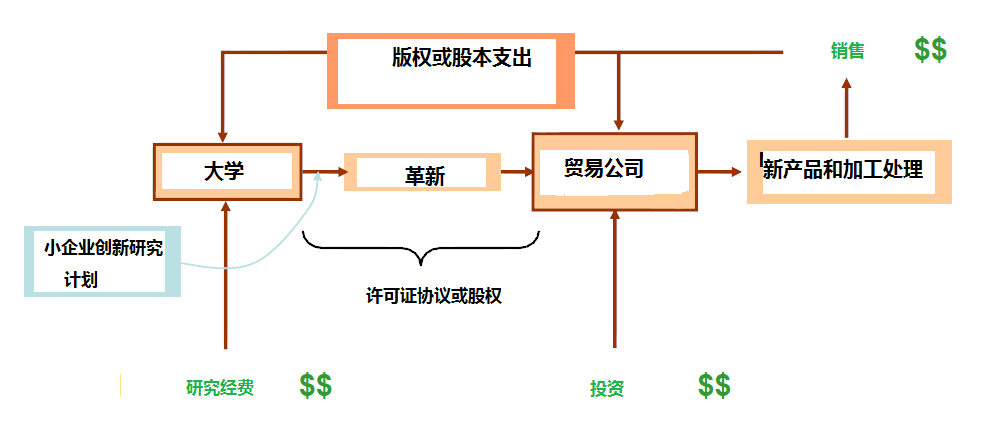 版权或股本支出
销售 $$
大学
革新
贸易公司
新产品和加工处理
小企业创新研究
计划
许可证协议或股权
研究经费 $$
投资 $$